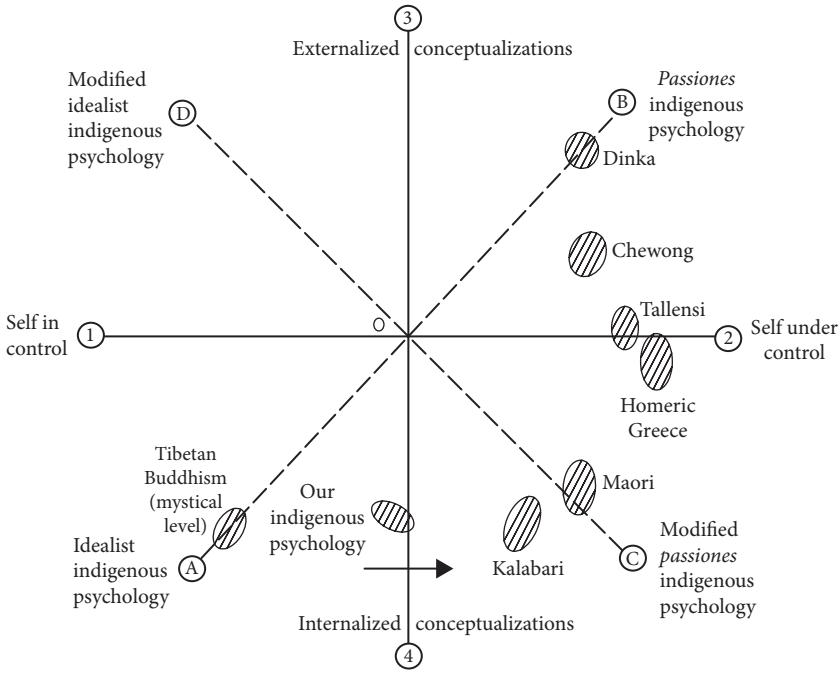 3
Externalized conceptualizations
Modified
idealist
indigenous
psychology
D
B
Passiones
indigenous
psychology
Dinka
Chewong
Tallensi
Self in
control
1
O
2
Self under
control
Homeric
Greece
Tibetan
Buddhism
(mystical
level)
Our
indigenous
psychology
Maori
Kalabari
Idealist
indigenous
psychology
A
C
Modified
passiones
indigenous
psychology
Internalized conceptualizations
4